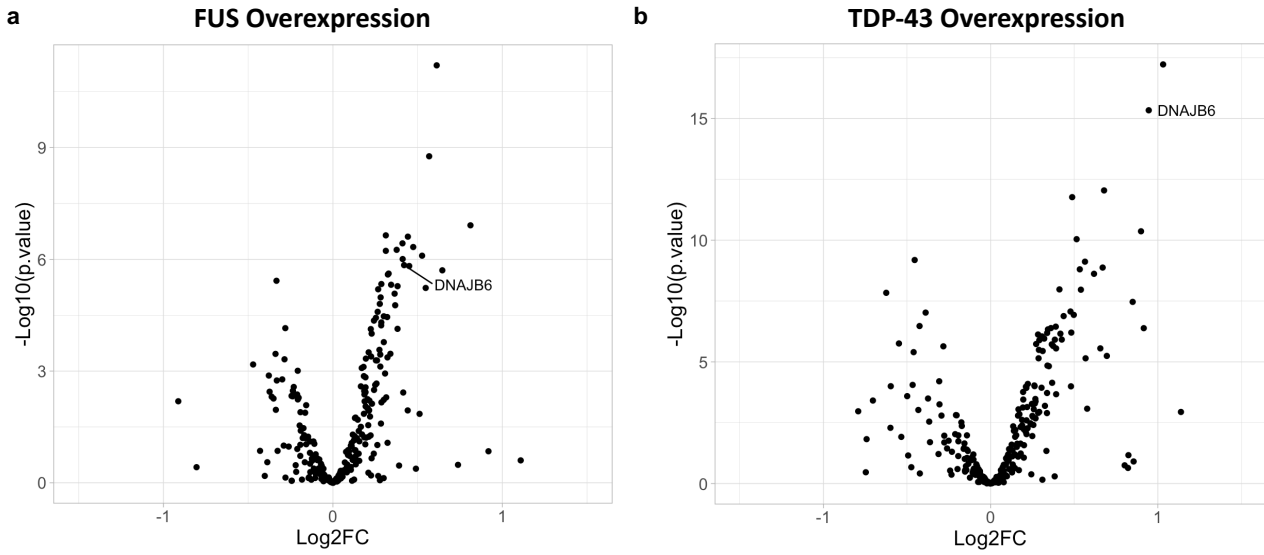 a
FUS Overexpression
-Log10(p.value)
9
6
3
0
DNAJB6
-1
0
1
Log2FC
b
TDP-43 Overexpression
-Log10(p.value)
15
10
5
0
DNAJB6
-1
0
1
Log2FC